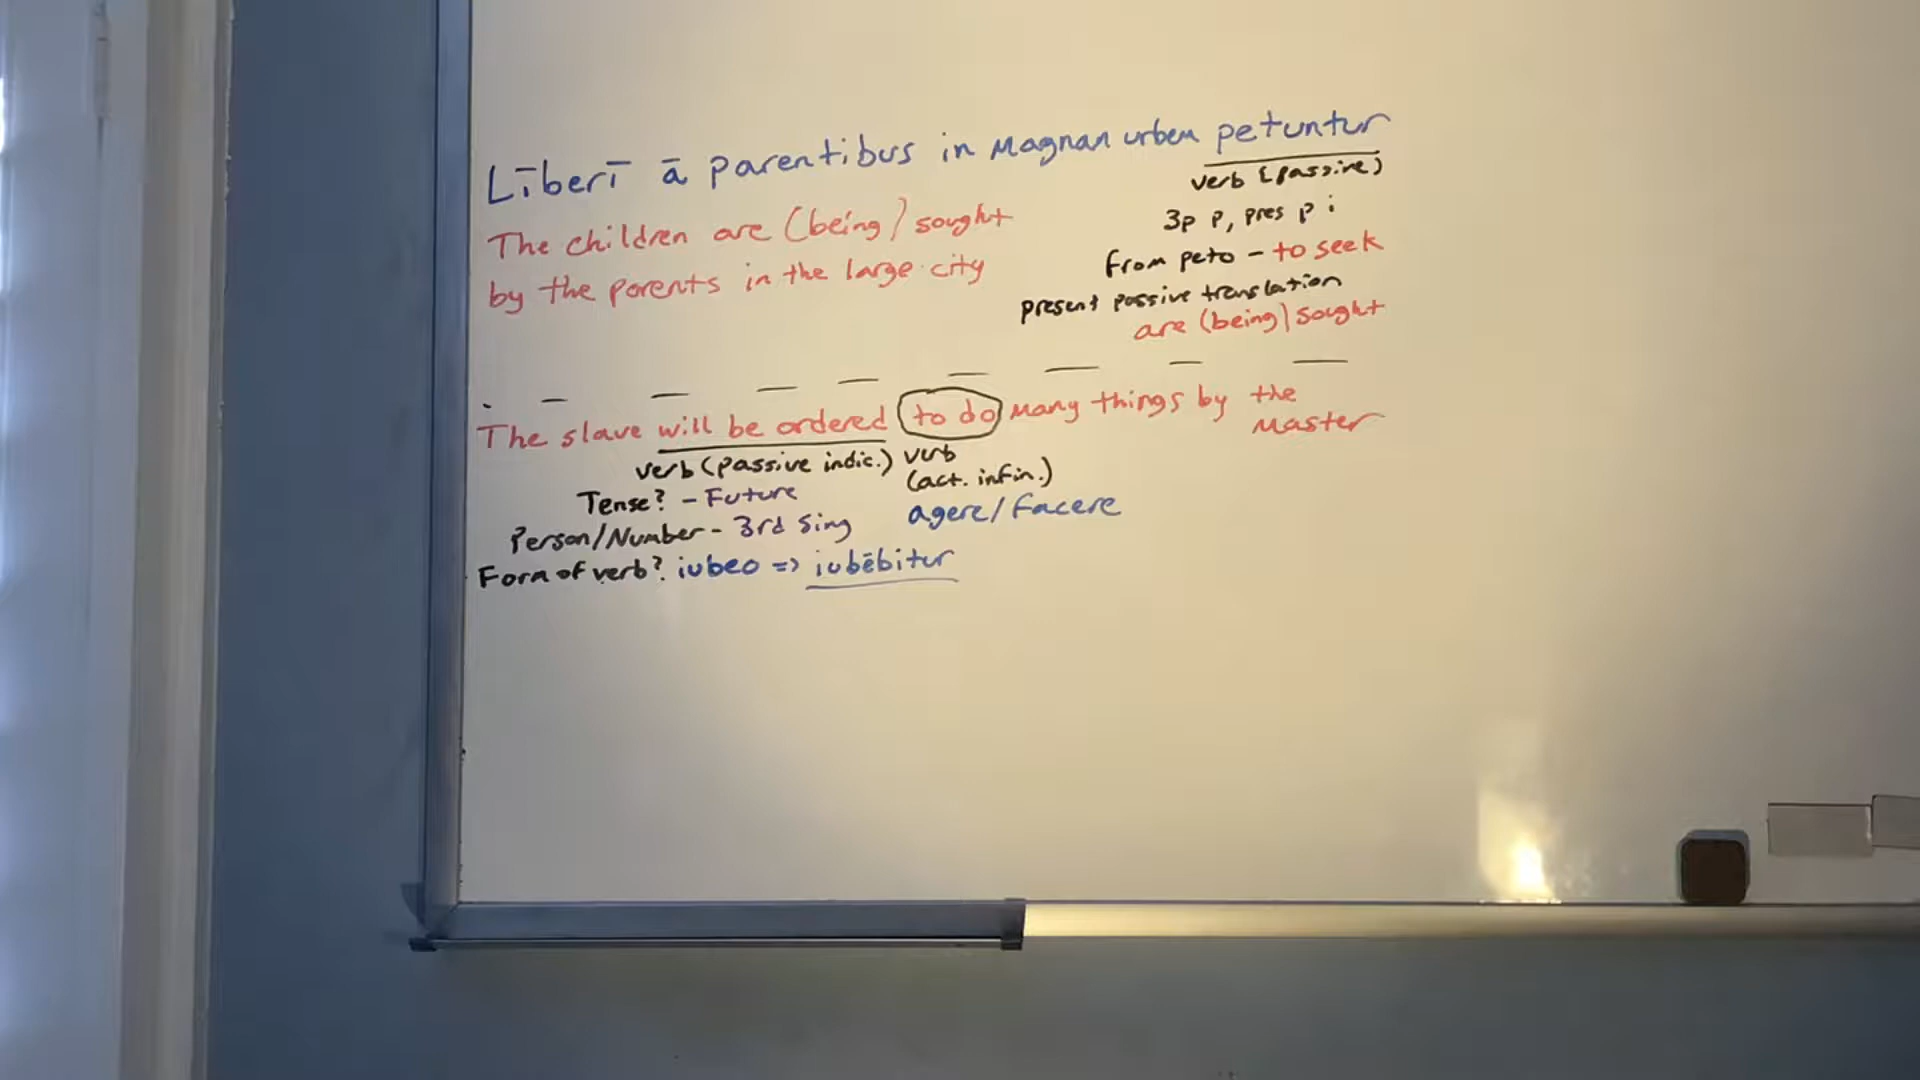 Līberī ā parentibus in magnam urbem petuntur
verb (passive)
The children are (being) sought
by the parents in the large city
3p p, pres p i
from peto - to seek
present passive translation
are (being) sought
The slave will be ordered to do many things by the
master
verb (passive indic.)
verb
(act. infin.)
agere/facere
Tense? - Future
Person/Number - 3rd Sing
Form of verb? iubeo => iubēbitur